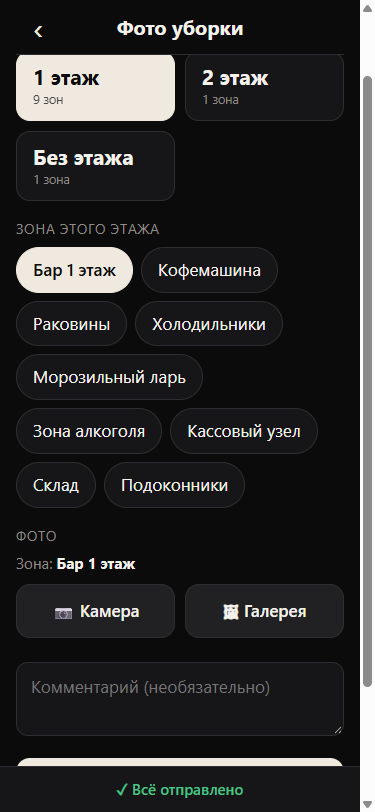 Фото уборки
1 этаж
2 этаж
9 зон
1 зона
Без этажа
1 зона
ЗОНА ЭТОГО ЭТАЖА
Бар 1 этаж
Кофемашина
Раковины
Холодильники
Морозильный ларь
Зона алкоголя
Кассовый узел
Склад
Подоконники
ФОТО
Зона: Бар 1 этаж
Камера
Галерея
Комментарий (необязательно)
✓ Всё отправлено